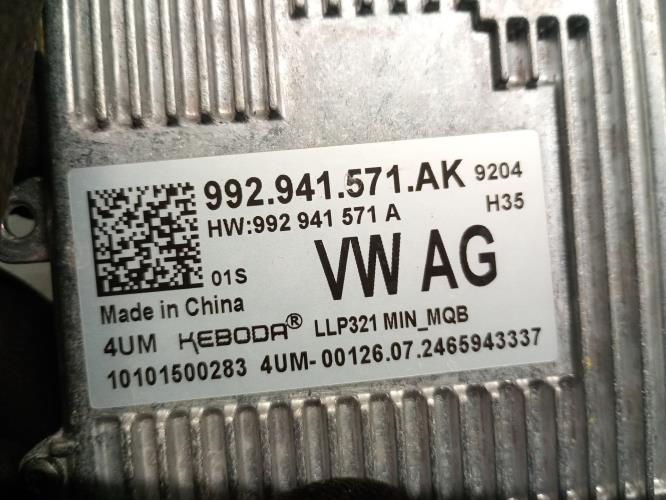 992.941.571.AK 9204
HW:992 941 571 A H35
01S VW AG
Made in China
4UM KEBODA® LLP321 MIN_MQB
10101500283 4UM-00126.07.2465943337